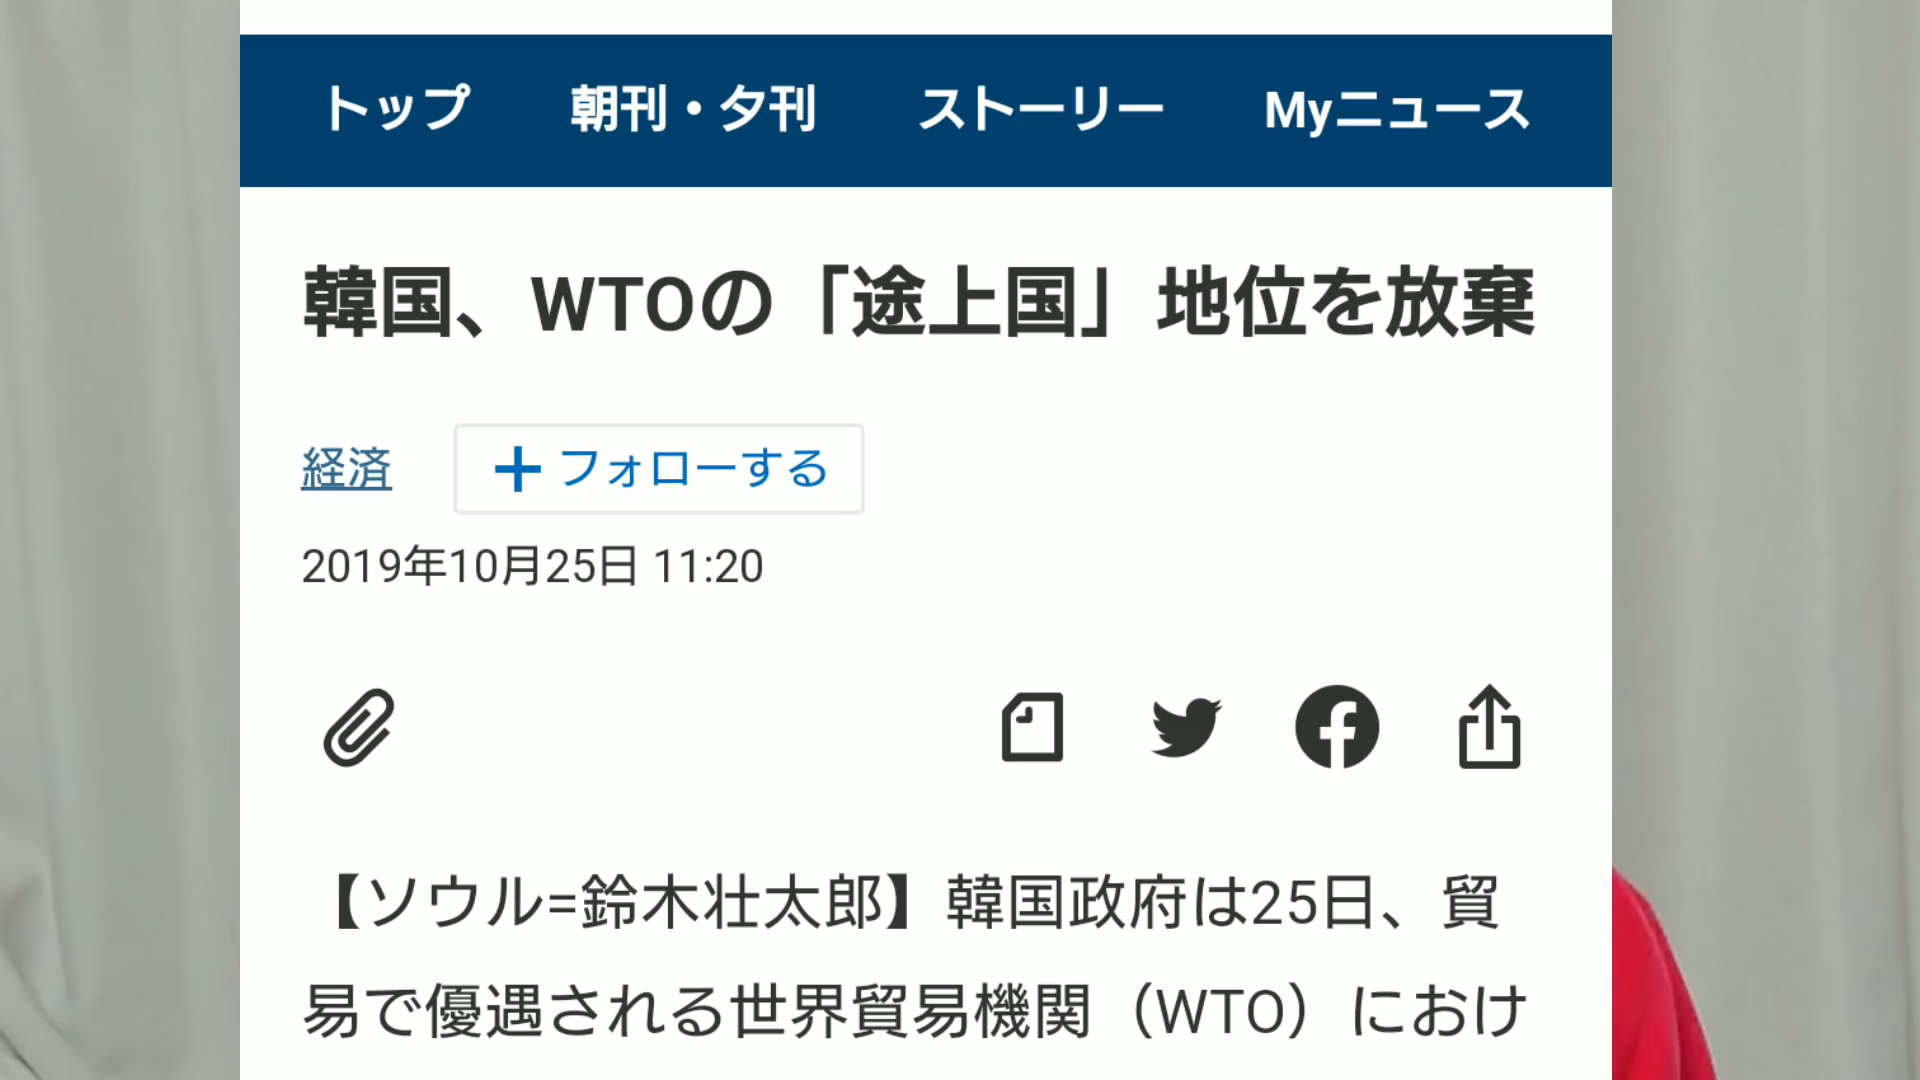 トップ 朝刊・夕刊 ストーリー Myニュース
韓国、WTOの「途上国」地位を放棄
経済 + フォローする
2019年10月25日 11:20
【ソウル=鈴木壮太郎】韓国政府は25日、貿
易で優遇される世界貿易機関（WTO）におけ